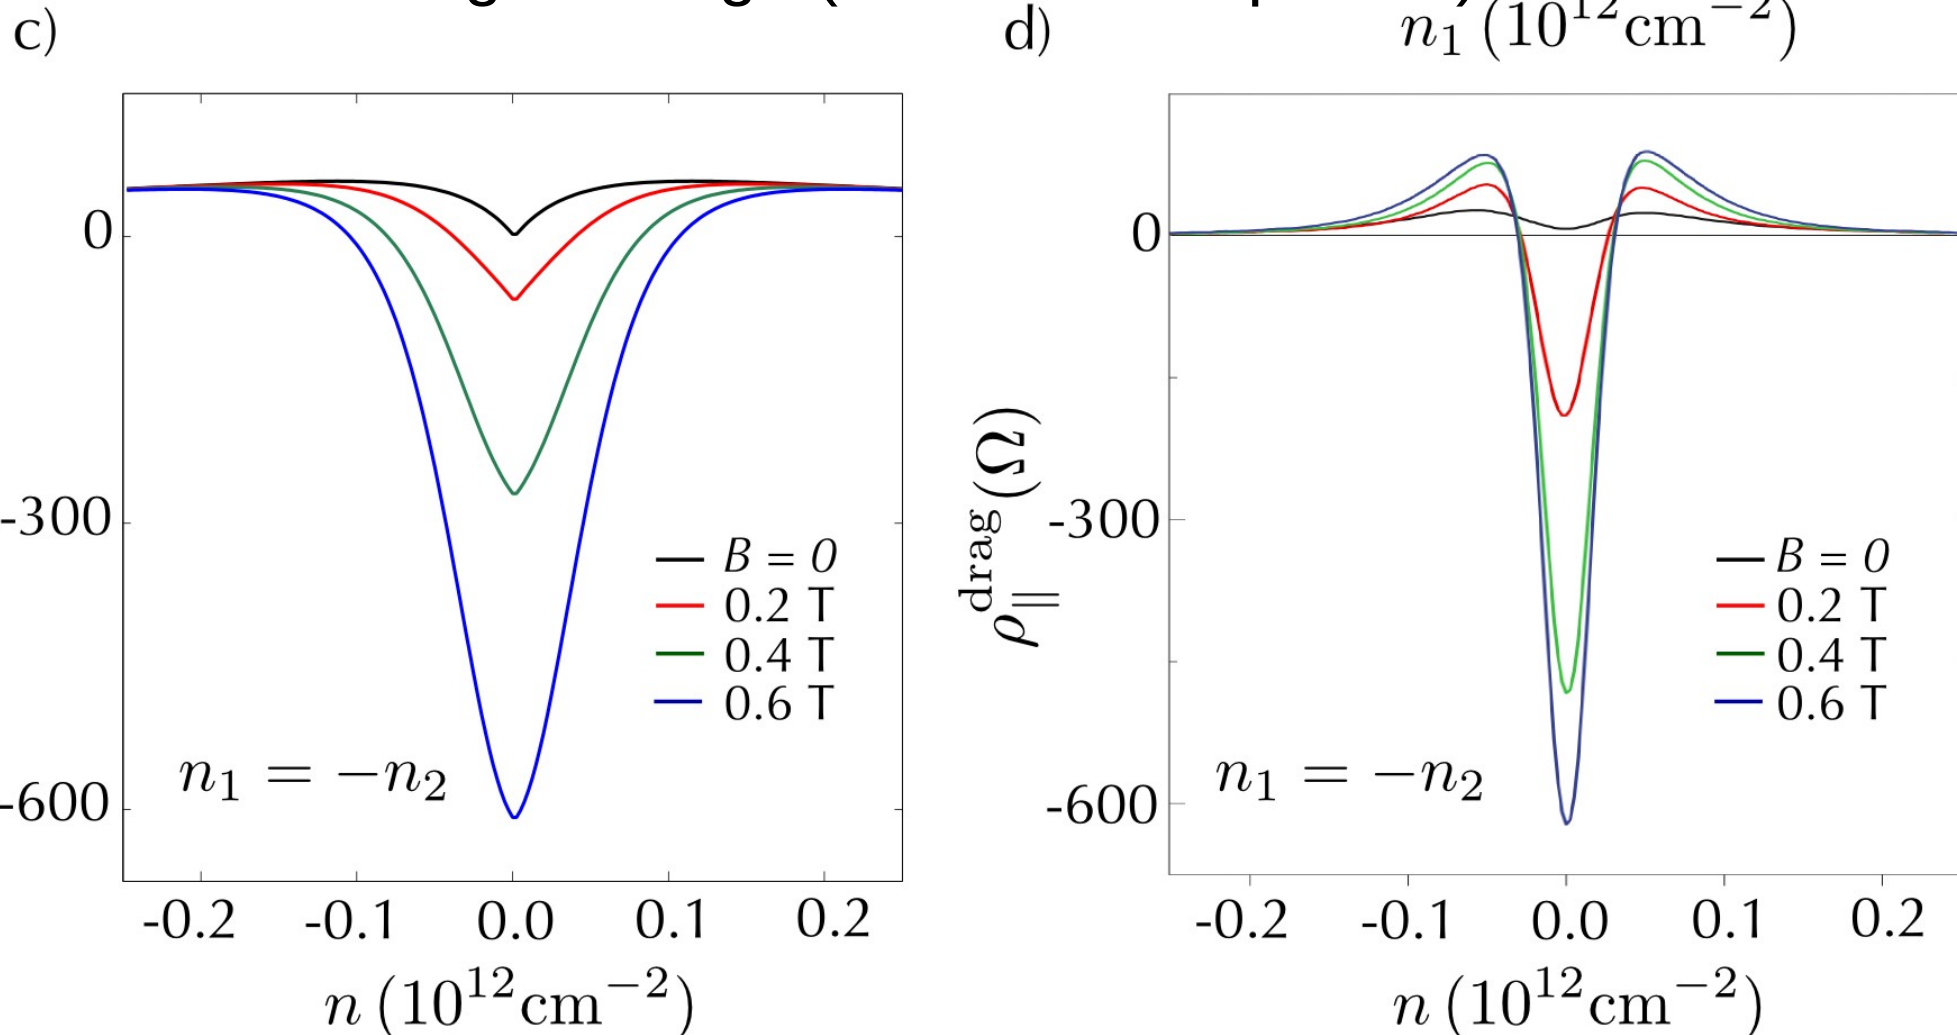 c)
0
-300
-600
B = 0
0.2 T
0.4 T
0.6 T
n₁ = −n₂
-0.2 -0.1 0.0 0.1 0.2
n (10¹²cm⁻²)
d)
n₁ (10¹²cm⁻²)
ρ∥^drag (Ω)
0
-300
-600
B = 0
0.2 T
0.4 T
0.6 T
n₁ = −n₂
-0.2 -0.1 0.0 0.1 0.2
n (10¹²cm⁻²)